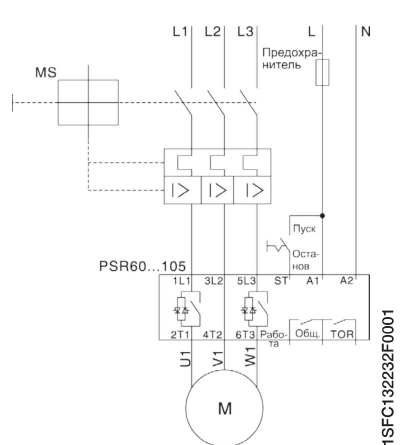 L1 L2 L3 L N
Предохра-
нитель
MS
I> I> I>
Пуск
Оста-
нов
PSR60...105
1L1 3L2 5L3 ST A1 A2
2T1 4T2 6T3 Рабо-
та
Общ. TOR
U1 V1 W1
M
1SFC132232F0001